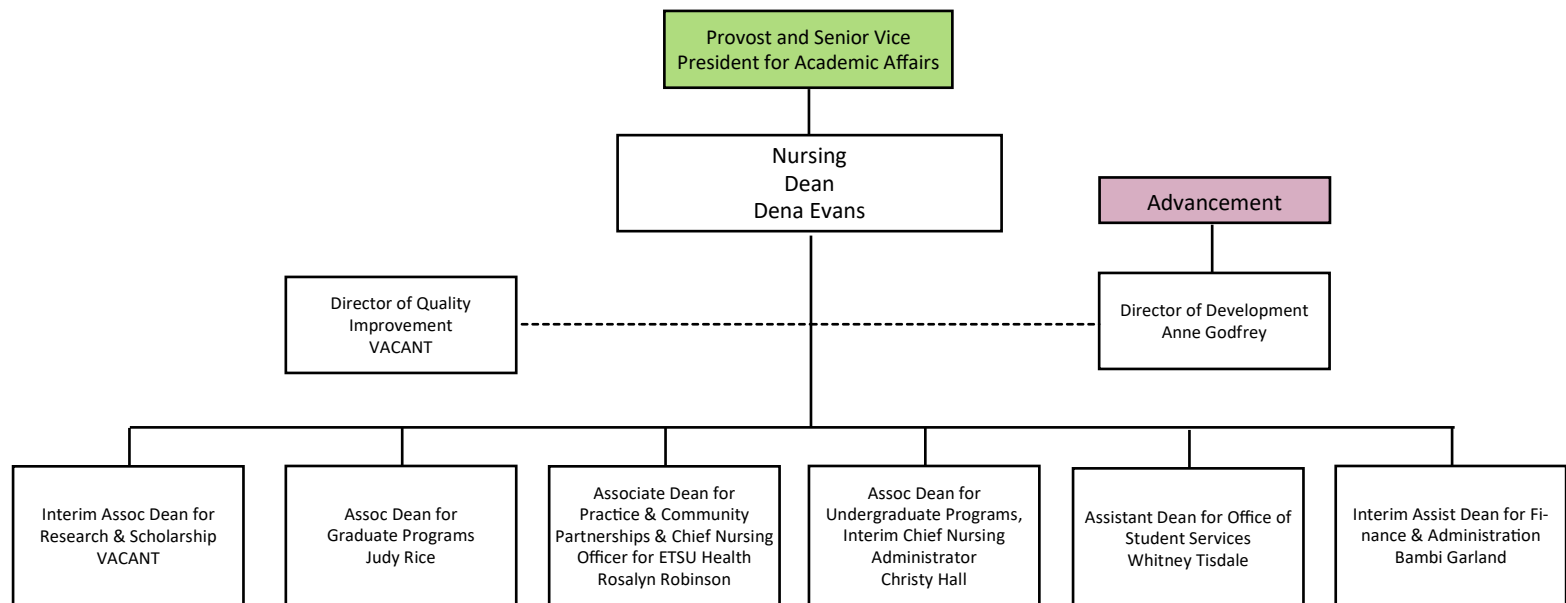 Provost and Senior Vice
President for Academic Affairs
Nursing
Dean
Dena Evans
Advancement
Director of Quality
Improvement
VACANT
Director of Development
Anne Godfrey
Interim Assoc Dean for
Research & Scholarship
VACANT
Assoc Dean for
Graduate Programs
Judy Rice
Associate Dean for
Practice & Community
Partnerships & Chief Nursing
Officer for ETSU Health
Rosalyn Robinson
Assoc Dean for
Undergraduate Programs,
Interim Chief Nursing
Administrator
Christy Hall
Assistant Dean for Office of
Student Services
Whitney Tisdale
Interim Assist Dean for Fi-
nance & Administration
Bambi Garland